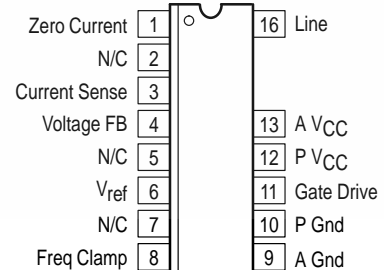 Zero Current 1 16 Line
N/C 2
Current Sense 3
Voltage FB 4 13 A VCC
N/C 5 12 P VCC
Vref 6 11 Gate Drive
N/C 7 10 P Gnd
Freq Clamp 8 9 A Gnd